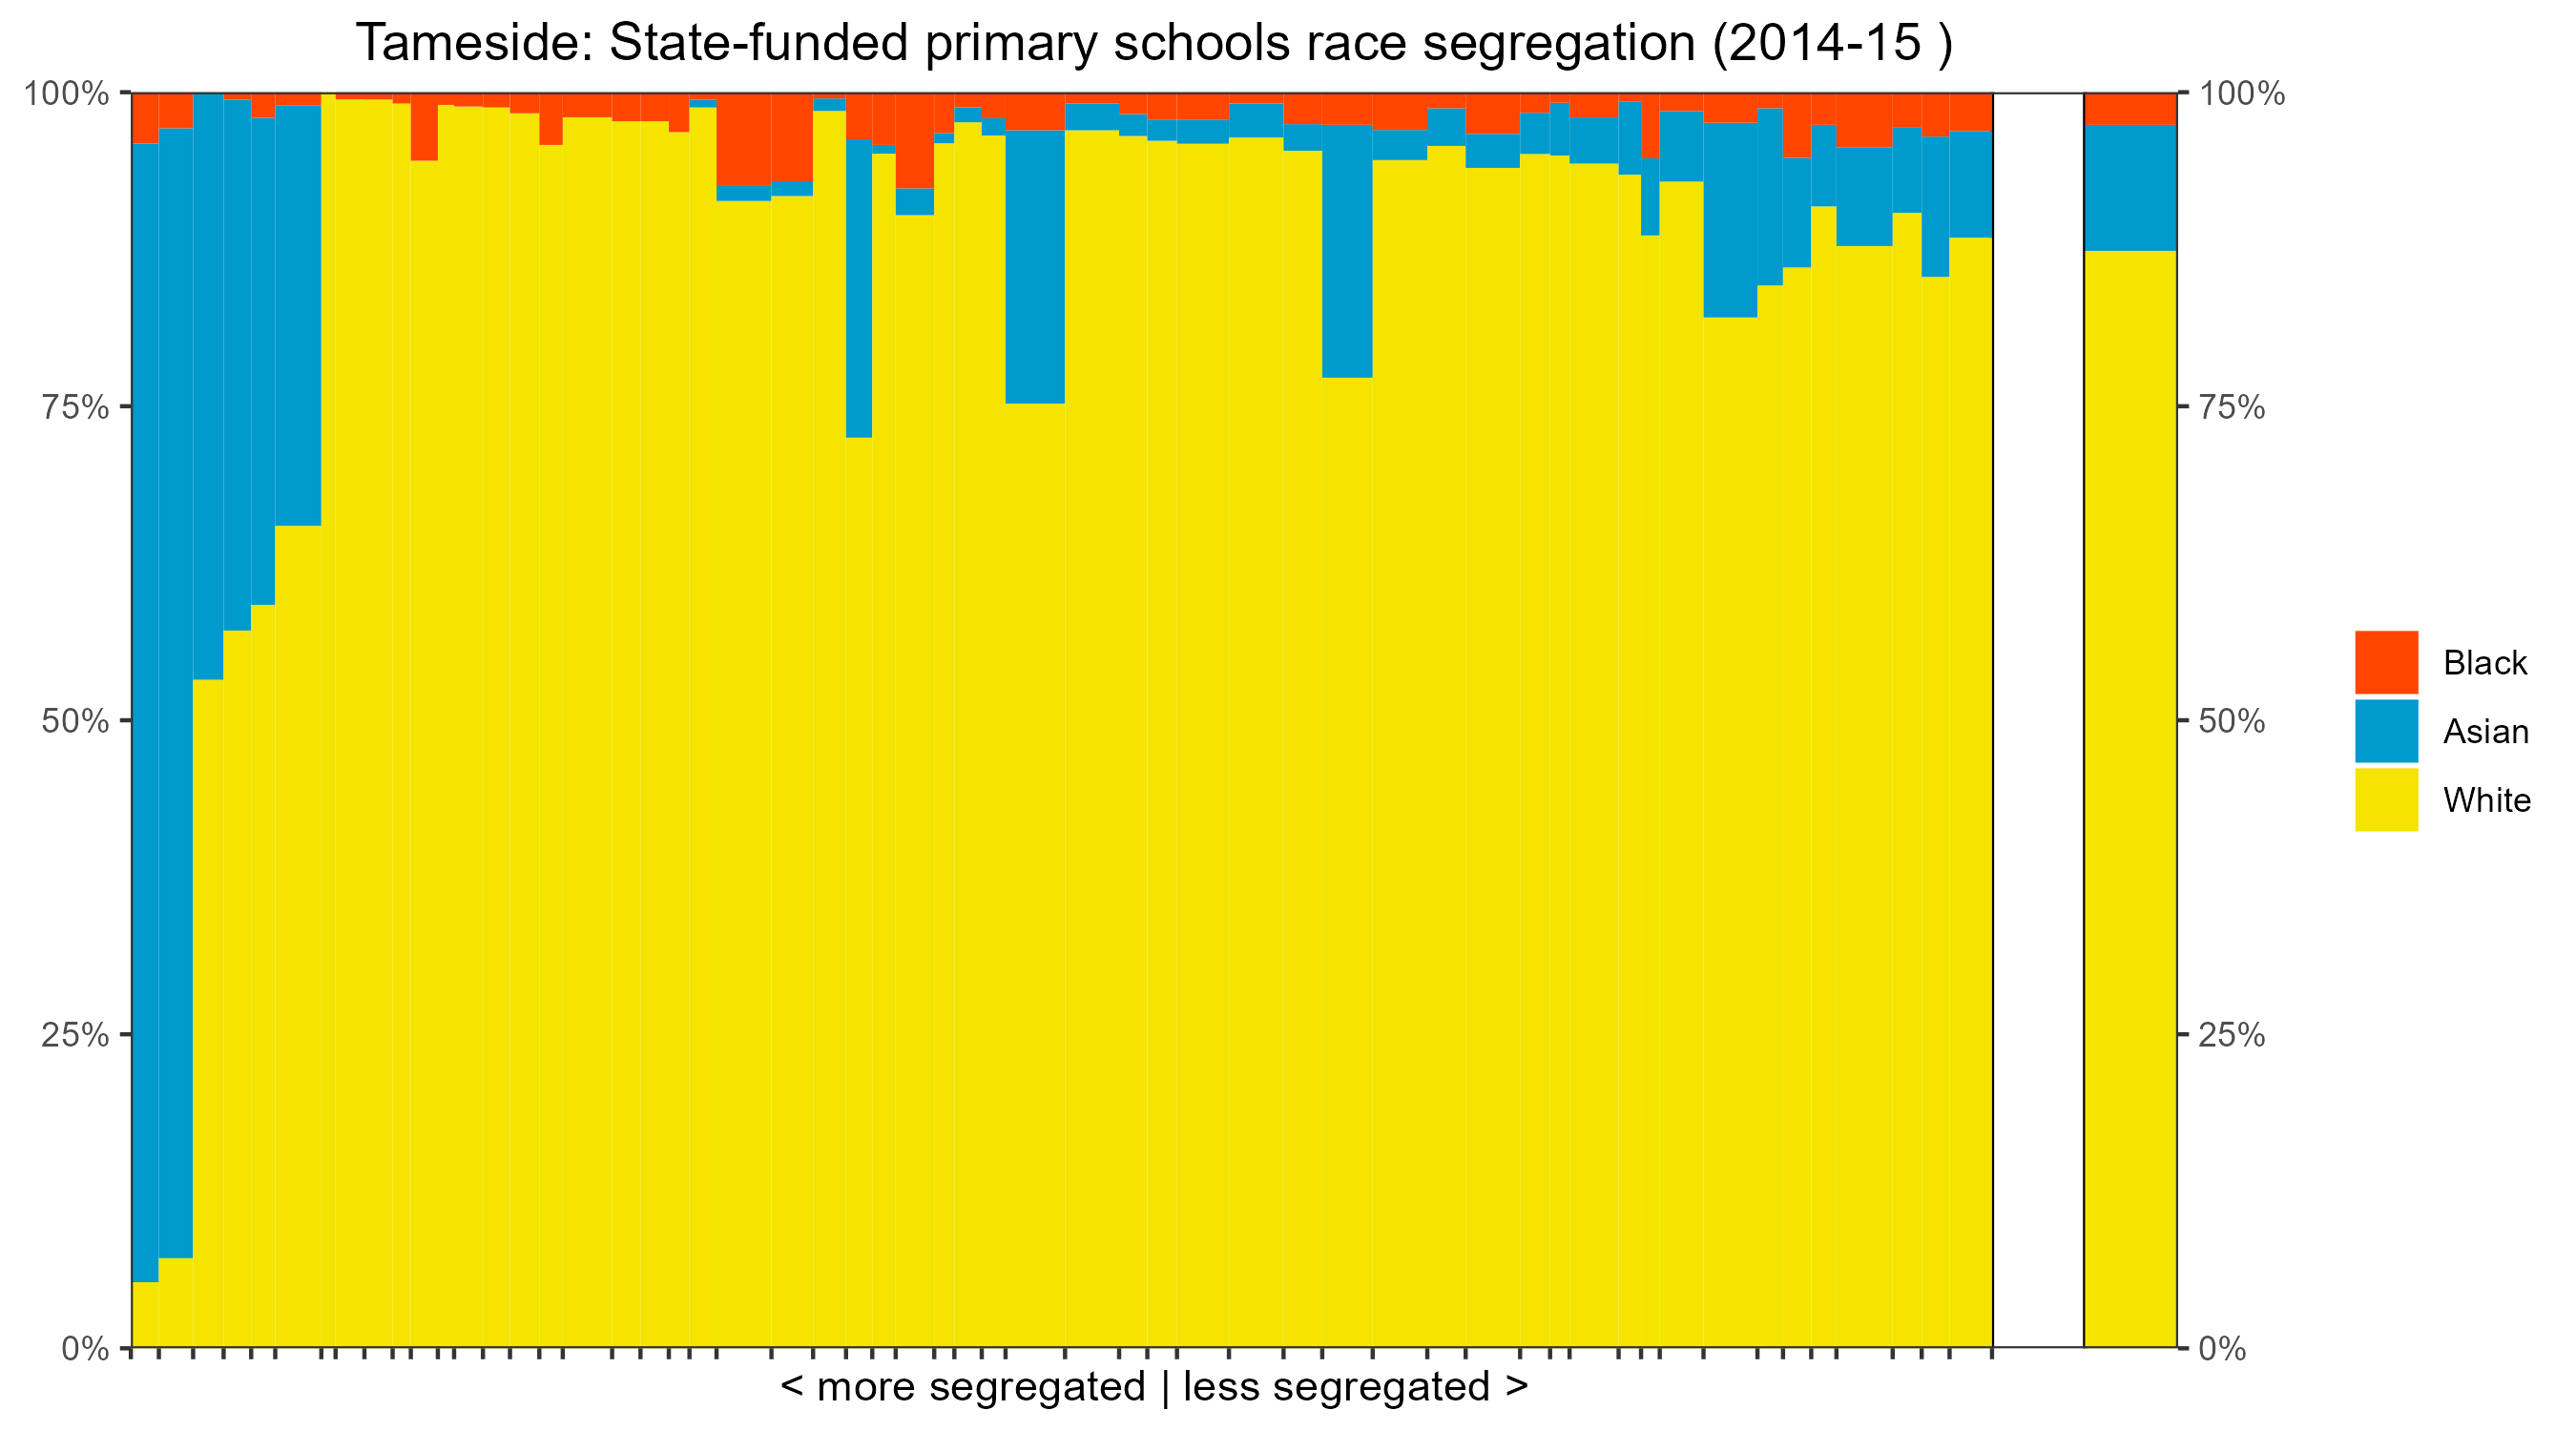 Tameside: State-funded primary schools race segregation (2014-15 )
100%
75%
50%
25%
0%
100%
75%
50%
25%
0%
Black
Asian
White
< more segregated | less segregated >